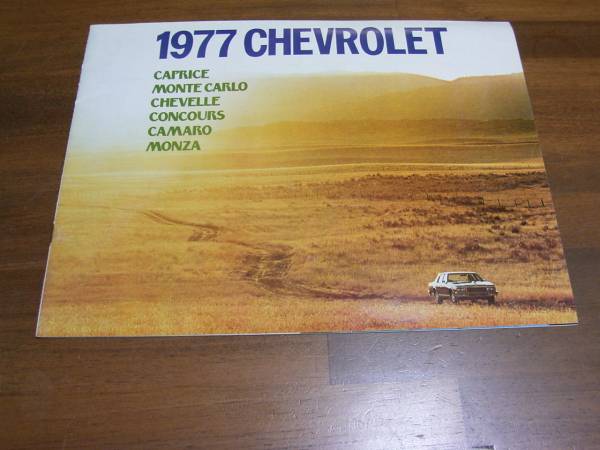 1977 CHEVROLET
CAPRICE
MONTE CARLO
CHEVELLE
CONCOURS
CAMARO
MONZA